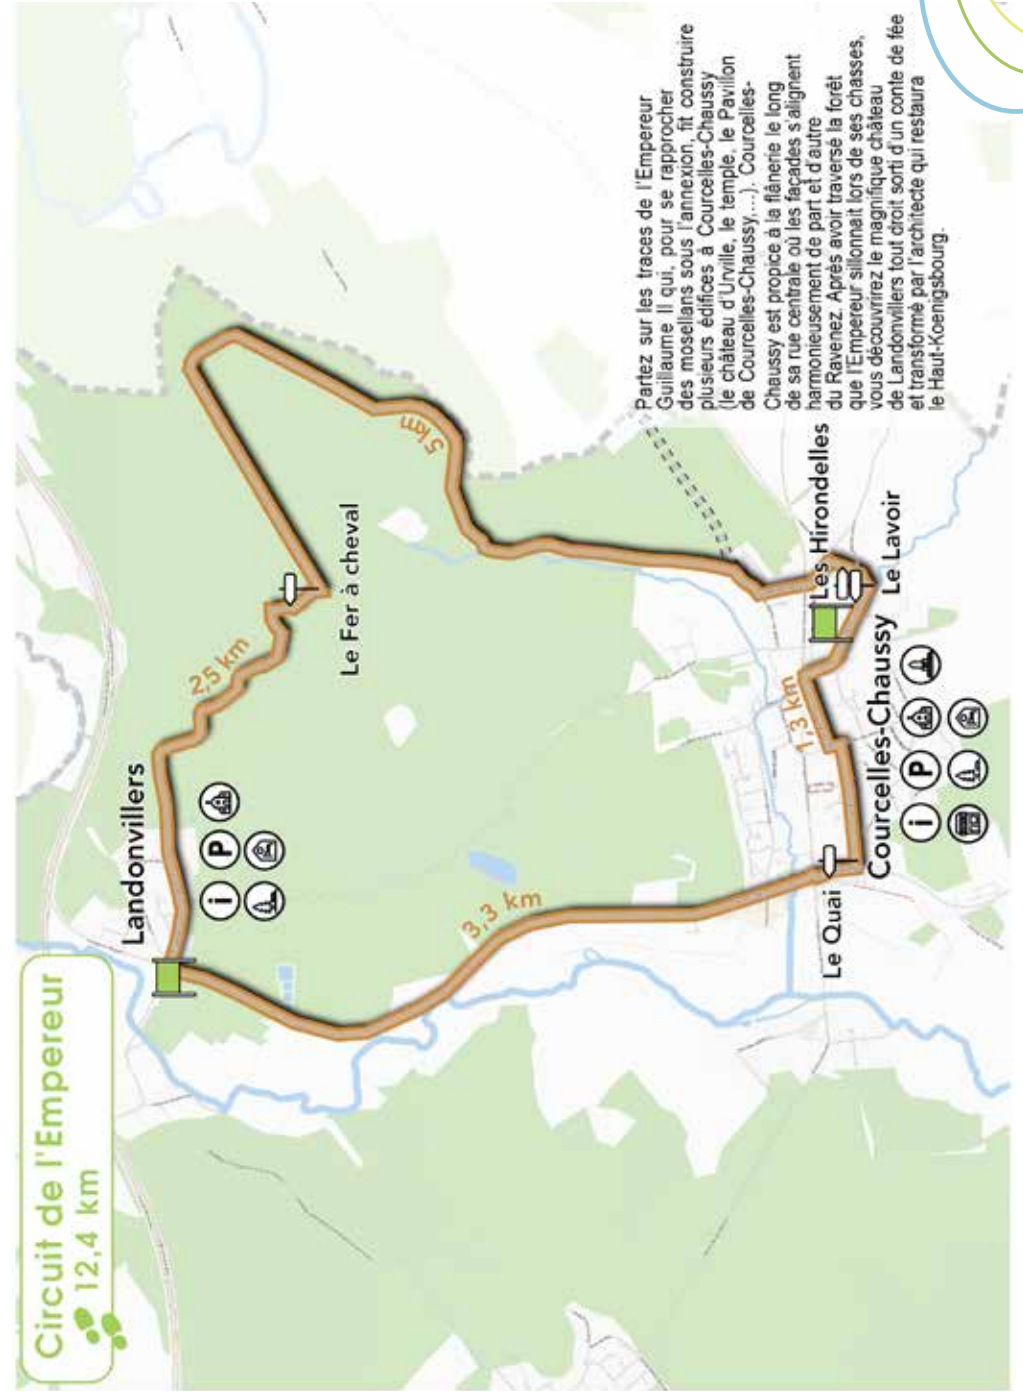 Circuit de l'Empereur
12,4 km
Landonvillers
i P
2,5 km
Le Fer à cheval
5 km
3,3 km
1,3 km
Le Quai
Courcelles-Chaussy
i P
Les Hirondelles
Le Lavoir
Partez sur les traces de l'Empereur
Guillaume II qui, pour se rapprocher
des mosellans sous l'annexion, fit construire
plusieurs édifices à Courcelles-Chaussy
(le château d'Urville, le temple, le Pavillon
de Courcelles-Chaussy,...). Courcelles-
Chaussy est propice à la flânerie le long
de sa rue centrale où les façades s'alignent
harmonieusement de part et d'autre
du Ravenez. Après avoir traversé la forêt
que l'Empereur sillonnait lors de ses chasses,
vous découvrirez le magnifique château
de Landonvillers tout droit sorti d'un conte de fée
et transformé par l'architecte qui restaura
le Haut-Koenigsbourg.